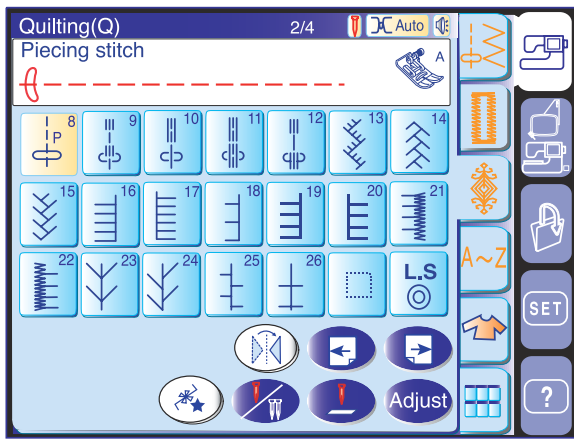 Quilting(Q) 2/4 Auto
Piecing stitch A
8 P 9 10 11 12 13 14
15 16 17 18 19 20 21
22 23 24 25 26 L.S
A~Z
SET
Adjust ?